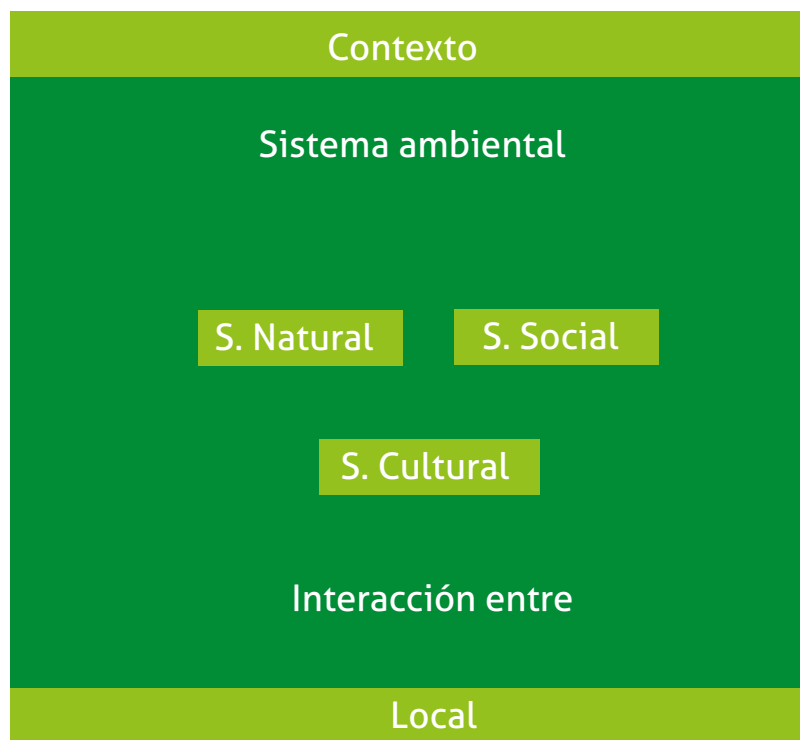 Contexto
Sistema ambiental
S. Natural
S. Social
S. Cultural
Interacción entre
Local